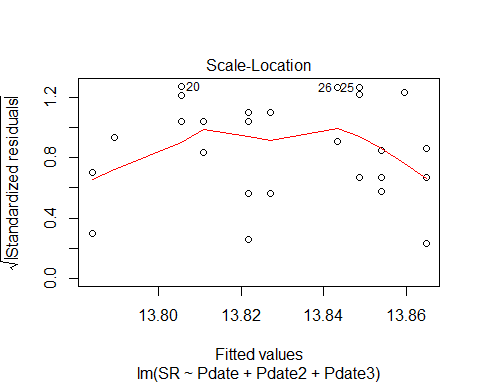 Scale-Location
√|Standardized residuals|
0.0
0.4
0.8
1.2
20
26
25
13.80
13.82
13.84
13.86
Fitted values
lm(SR ~ Pdate + Pdate2 + Pdate3)